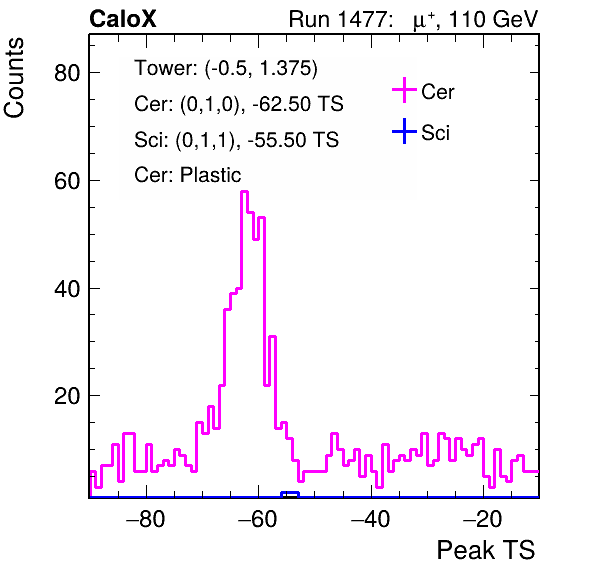 CaloX Run 1477: μ⁺, 110 GeV
Counts
Tower: (-0.5, 1.375)
Cer: (0,1,0), -62.50 TS
Sci: (0,1,1), -55.50 TS
Cer: Plastic
Cer
Sci
80
60
40
20
−80 −60 −40 −20
Peak TS